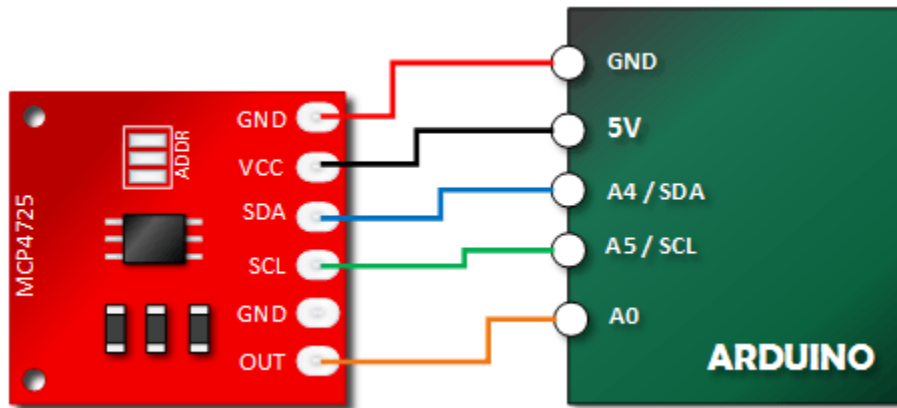 MCP4725
ADDR
GND
VCC
SDA
SCL
GND
OUT
GND
5V
A4 / SDA
A5 / SCL
A0
ARDUINO